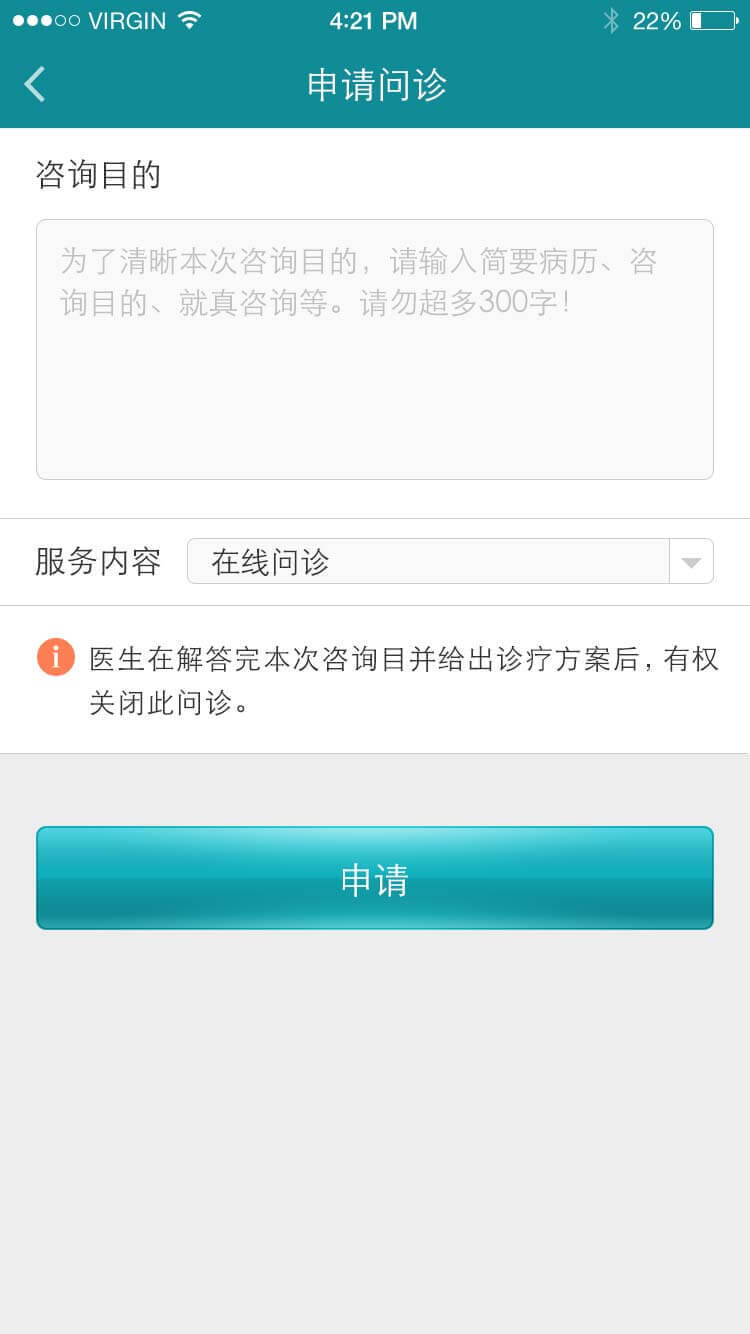 VIRGIN 4:21 PM 22%
申请问诊
咨询目的
为了清晰本次咨询目的，请输入简要病历、咨
询目的、就真咨询等。请勿超多300字！
服务内容 在线问诊
医生在解答完本次咨询目并给出诊疗方案后，有权
关闭此问诊。
申请